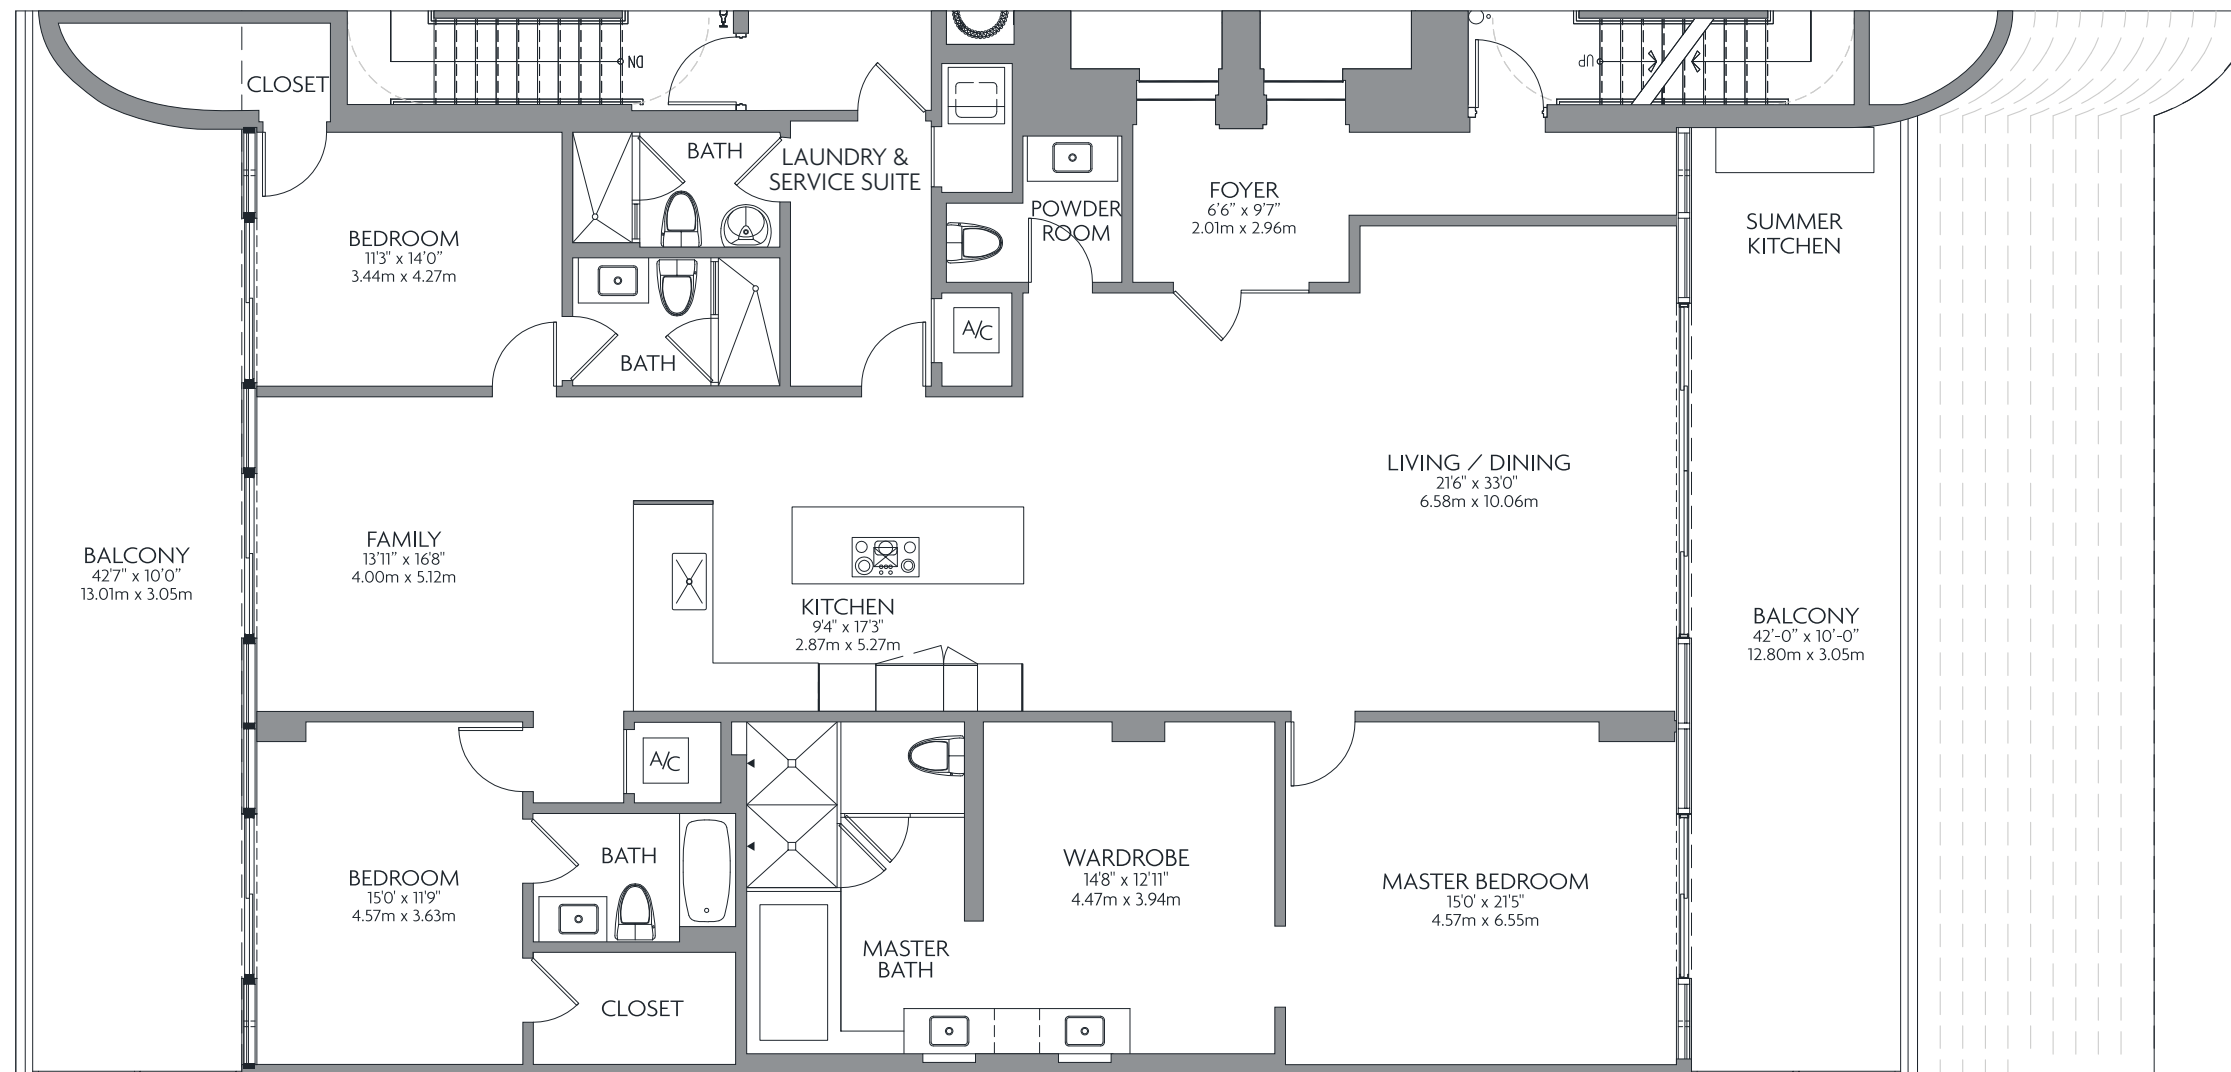 CLOSET
DN
UP
BATH
LAUNDRY &
SERVICE SUITE
POWDER
ROOM
FOYER
6'6" x 9'7"
2.01m x 2.96m
SUMMER
KITCHEN
BEDROOM
11'3" x 14'0"
3.44m x 4.27m
BATH
A/C
LIVING / DINING
21'6" x 33'0"
6.58m x 10.06m
BALCONY
42'7" x 10'0"
13.01m x 3.05m
FAMILY
13'11" x 16'8"
4.00m x 5.12m
KITCHEN
9'4" x 17'3"
2.87m x 5.27m
BALCONY
42'-0" x 10'-0"
12.80m x 3.05m
A/C
BEDROOM
15'0' x 11'9"
4.57m x 3.63m
BATH
CLOSET
MASTER
BATH
WARDROBE
14'8" x 12'11"
4.47m x 3.94m
MASTER BEDROOM
15'0' x 21'5"
4.57m x 6.55m